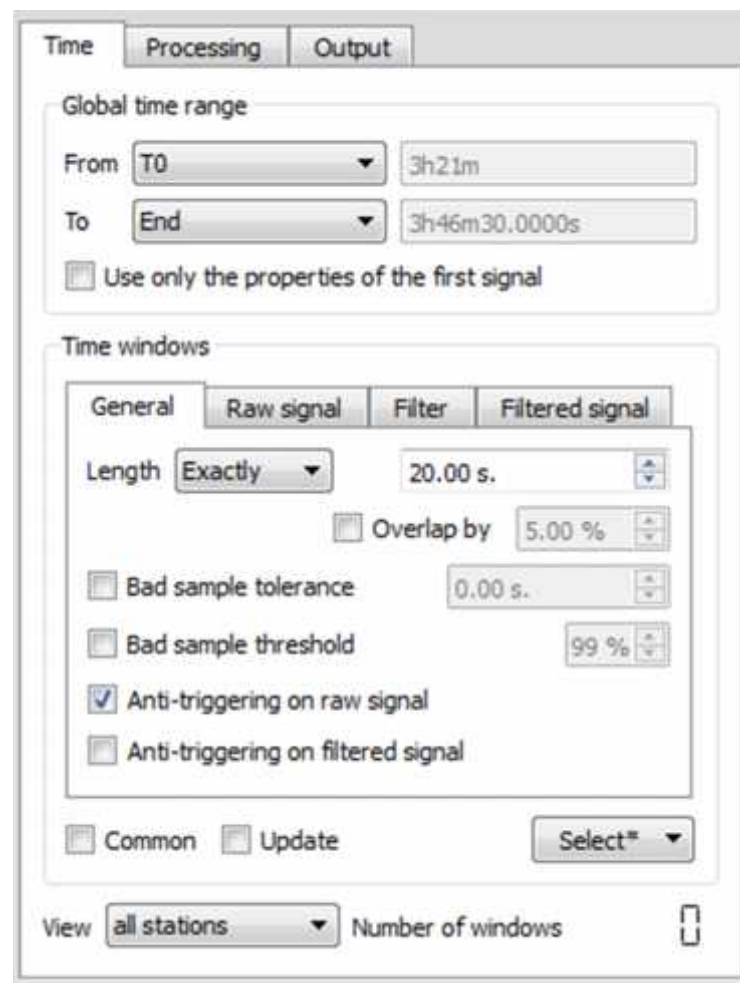 Time Processing Output
Global time range
From T0 3h21m
To End 3h46m30.0000s
Use only the properties of the first signal
Time windows
General Raw signal Filter Filtered signal
Length Exactly 20.00 s.
Overlap by 5.00 %
Bad sample tolerance 0.00 s.
Bad sample threshold 99 %
Anti-triggering on raw signal
Anti-triggering on filtered signal
Common Update Select*
View all stations Number of windows 0